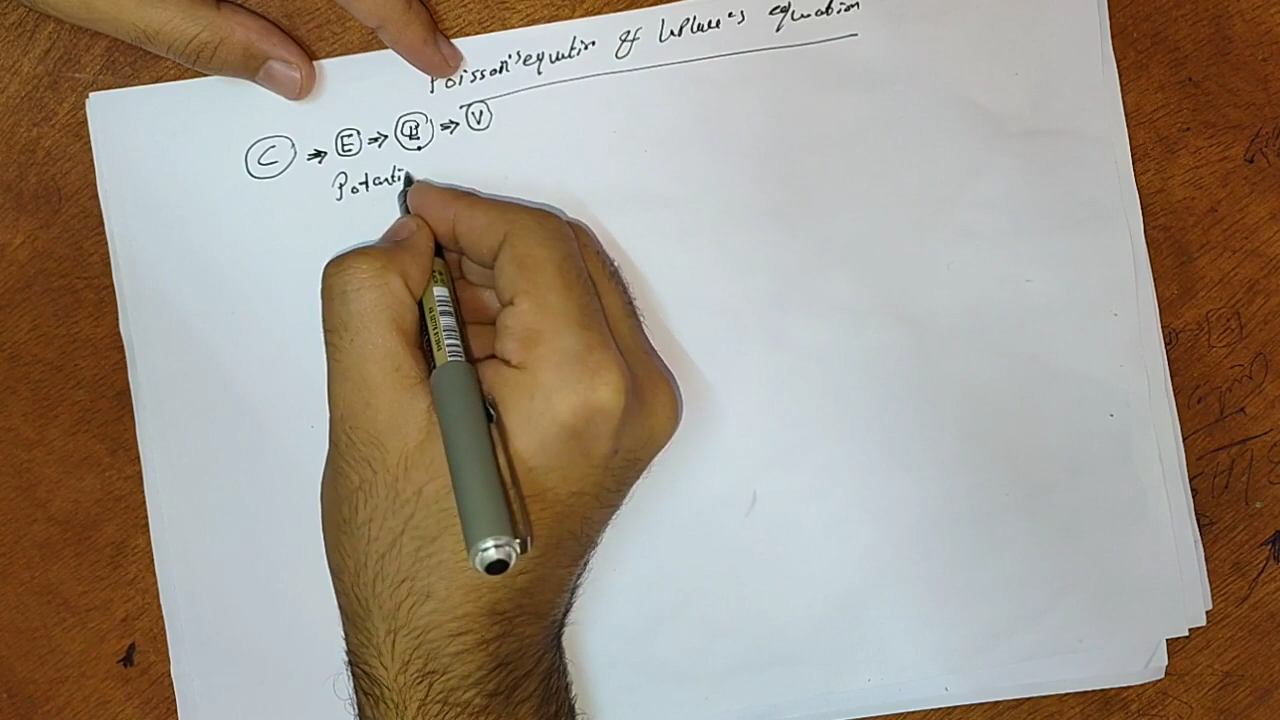 Poisson's equation & Laplace's equation
C ⇒ E ⇒ ⇒ V
Potenti